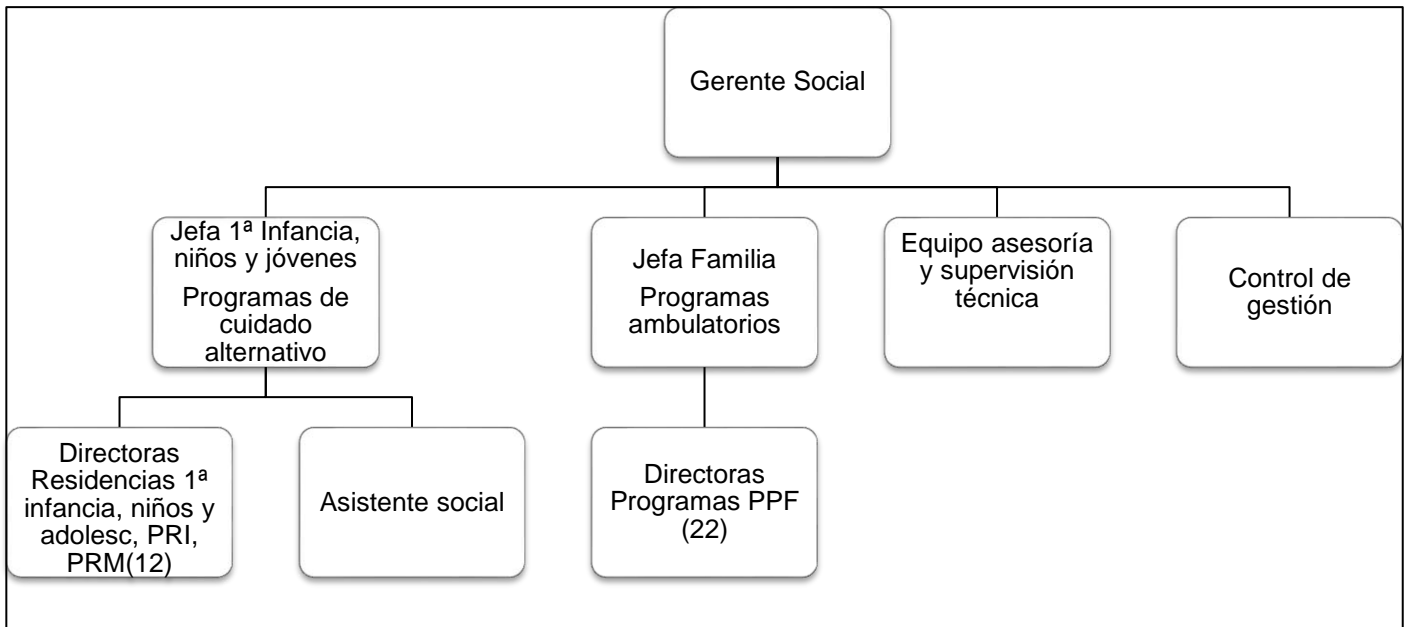 Gerente Social
Jefa 1ª Infancia,
niños y jóvenes
Programas de
cuidado
alternativo
Jefa Familia
Programas
ambulatorios
Equipo asesoría
y supervisión
técnica
Control de
gestión
Directoras
Residencias 1ª
infancia, niños y
adolesc, PRI,
PRM(12)
Asistente social
Directoras
Programas PPF
(22)